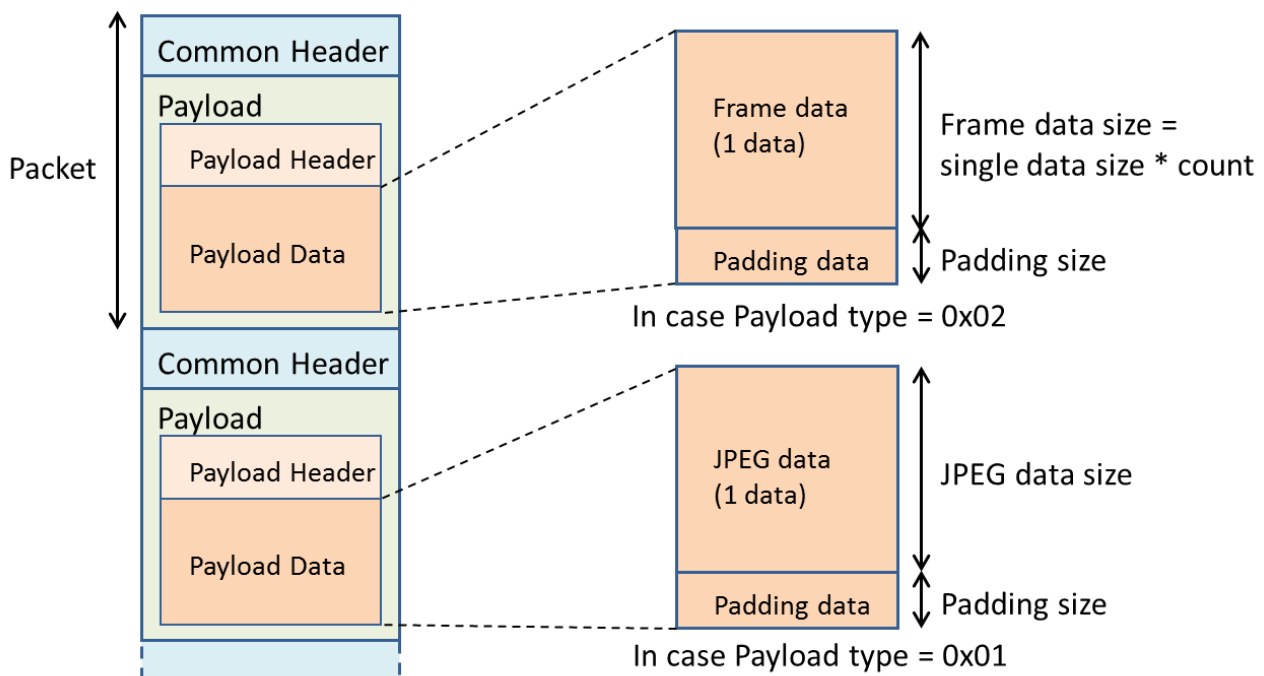 Packet
Common Header
Payload
Payload Header
Payload Data
Frame data
(1 data)
Padding data
Frame data size =
single data size * count
Padding size
In case Payload type = 0x02
Common Header
Payload
Payload Header
Payload Data
JPEG data
(1 data)
Padding data
JPEG data size
Padding size
In case Payload type = 0x01